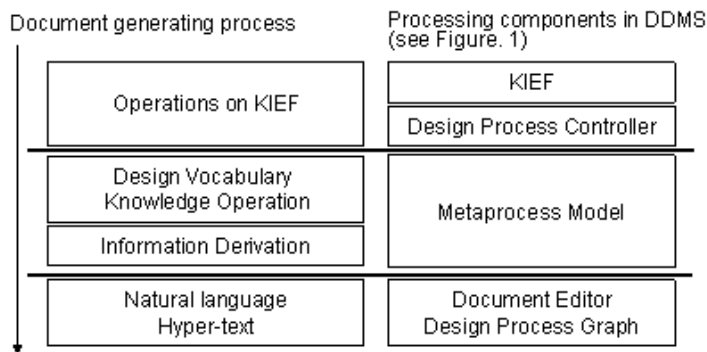 Document generating process
Processing components in DDMS
(see Figure. 1)
Operations on KIEF
KIEF
Design Process Controller
Design Vocabulary
Knowledge Operation
Information Derivation
Metaprocess Model
Natural language
Hyper-text
Document Editor
Design Process Graph